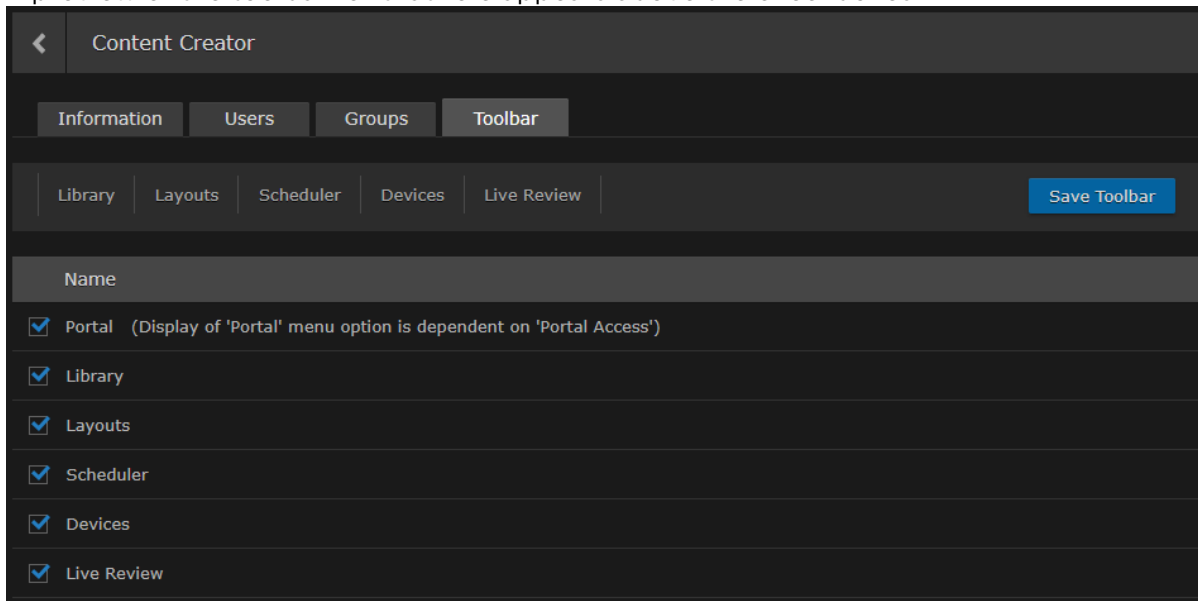 Content Creator
Information Users Groups Toolbar
Library Layouts Scheduler Devices Live Review Save Toolbar
Name
Portal (Display of 'Portal' menu option is dependent on 'Portal Access')
Library
Layouts
Scheduler
Devices
Live Review